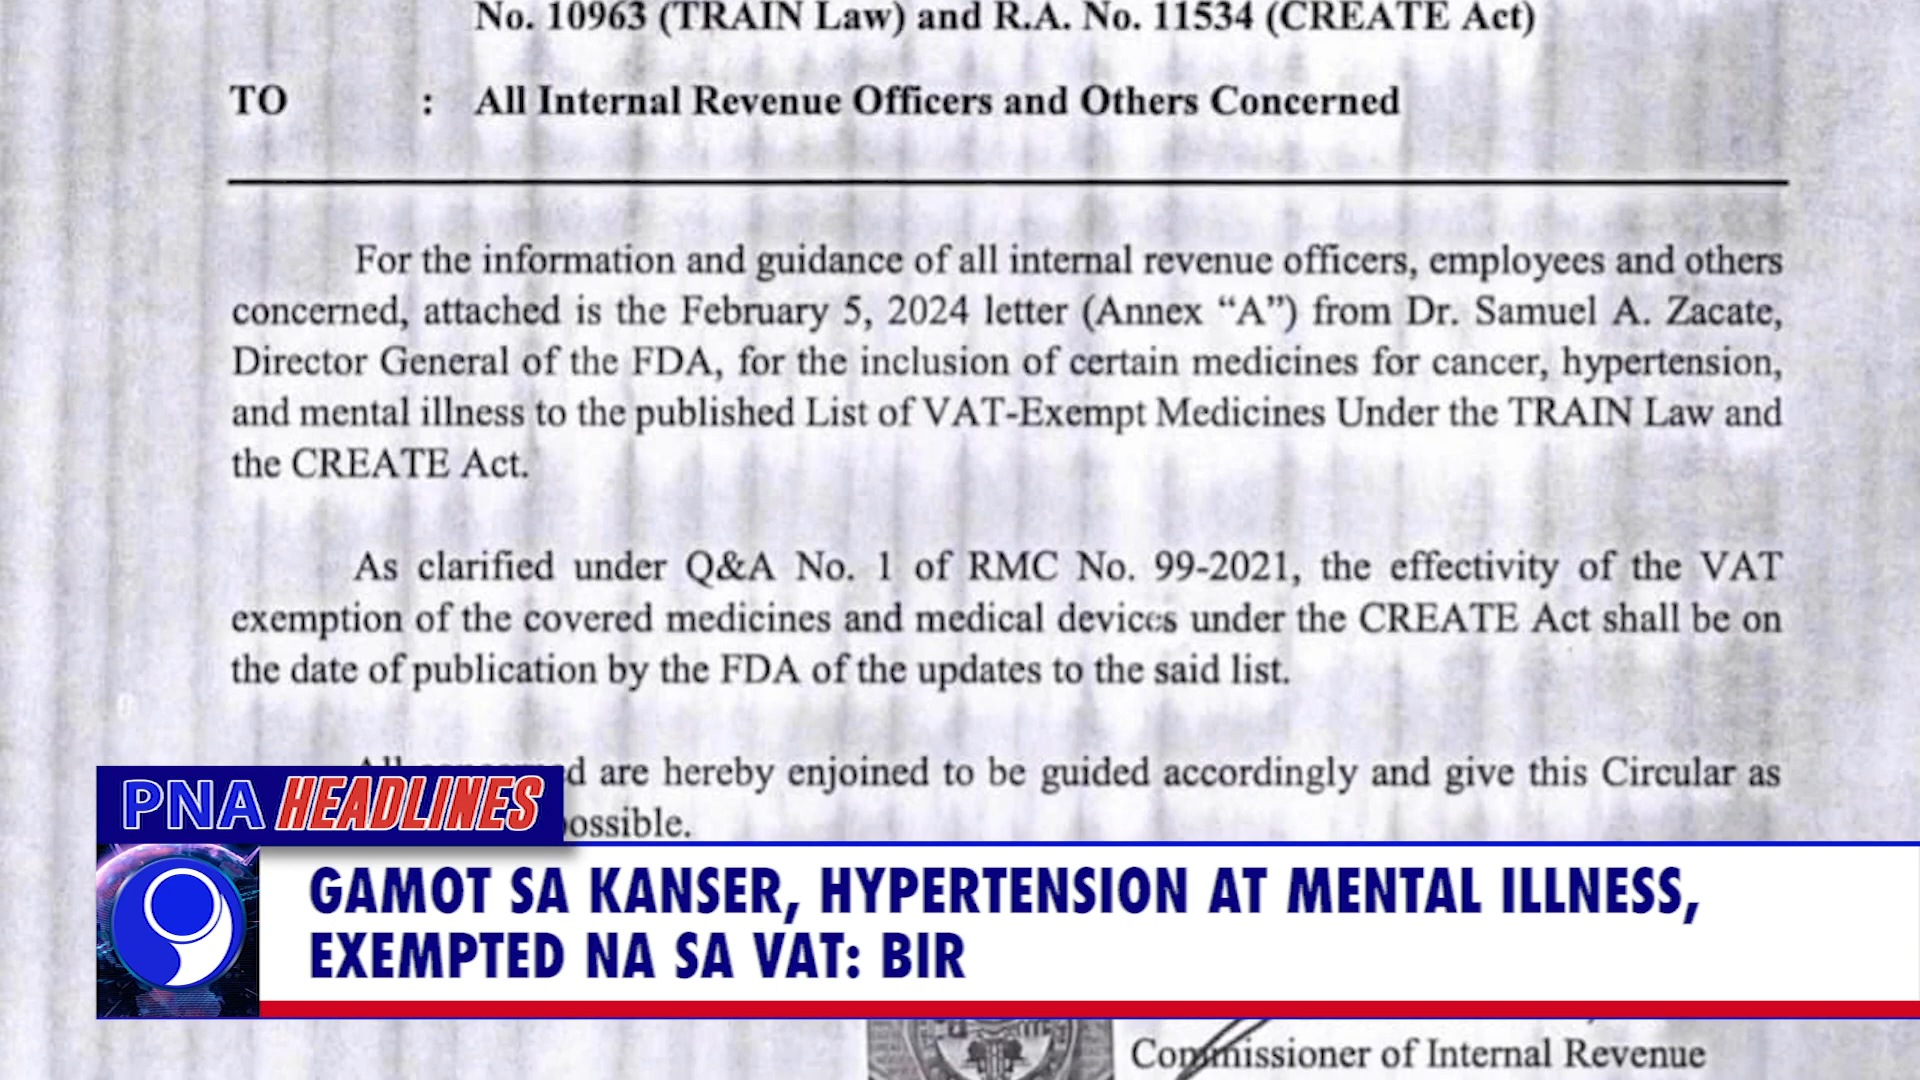 No. 10963 (TRAIN Law) and R.A. No. 11534 (CREATE Act)
TO : All Internal Revenue Officers and Others Concerned
For the information and guidance of all internal revenue officers, employees and others
concerned, attached is the February 5, 2024 letter (Annex “A”) from Dr. Samuel A. Zacate,
Director General of the FDA, for the inclusion of certain medicines for cancer, hypertension,
and mental illness to the published List of VAT-Exempt Medicines Under the TRAIN Law and
the CREATE Act.
As clarified under Q&A No. 1 of RMC No. 99-2021, the effectivity of the VAT
exemption of the covered medicines and medical devices under the CREATE Act shall be on
the date of publication by the FDA of the updates to the said list.
are hereby enjoined to be guided accordingly and give this Circular as
PNA HEADLINES
GAMOT SA KANSER, HYPERTENSION AT MENTAL ILLNESS,
EXEMPTED NA SA VAT: BIR
Commissioner of Internal Revenue